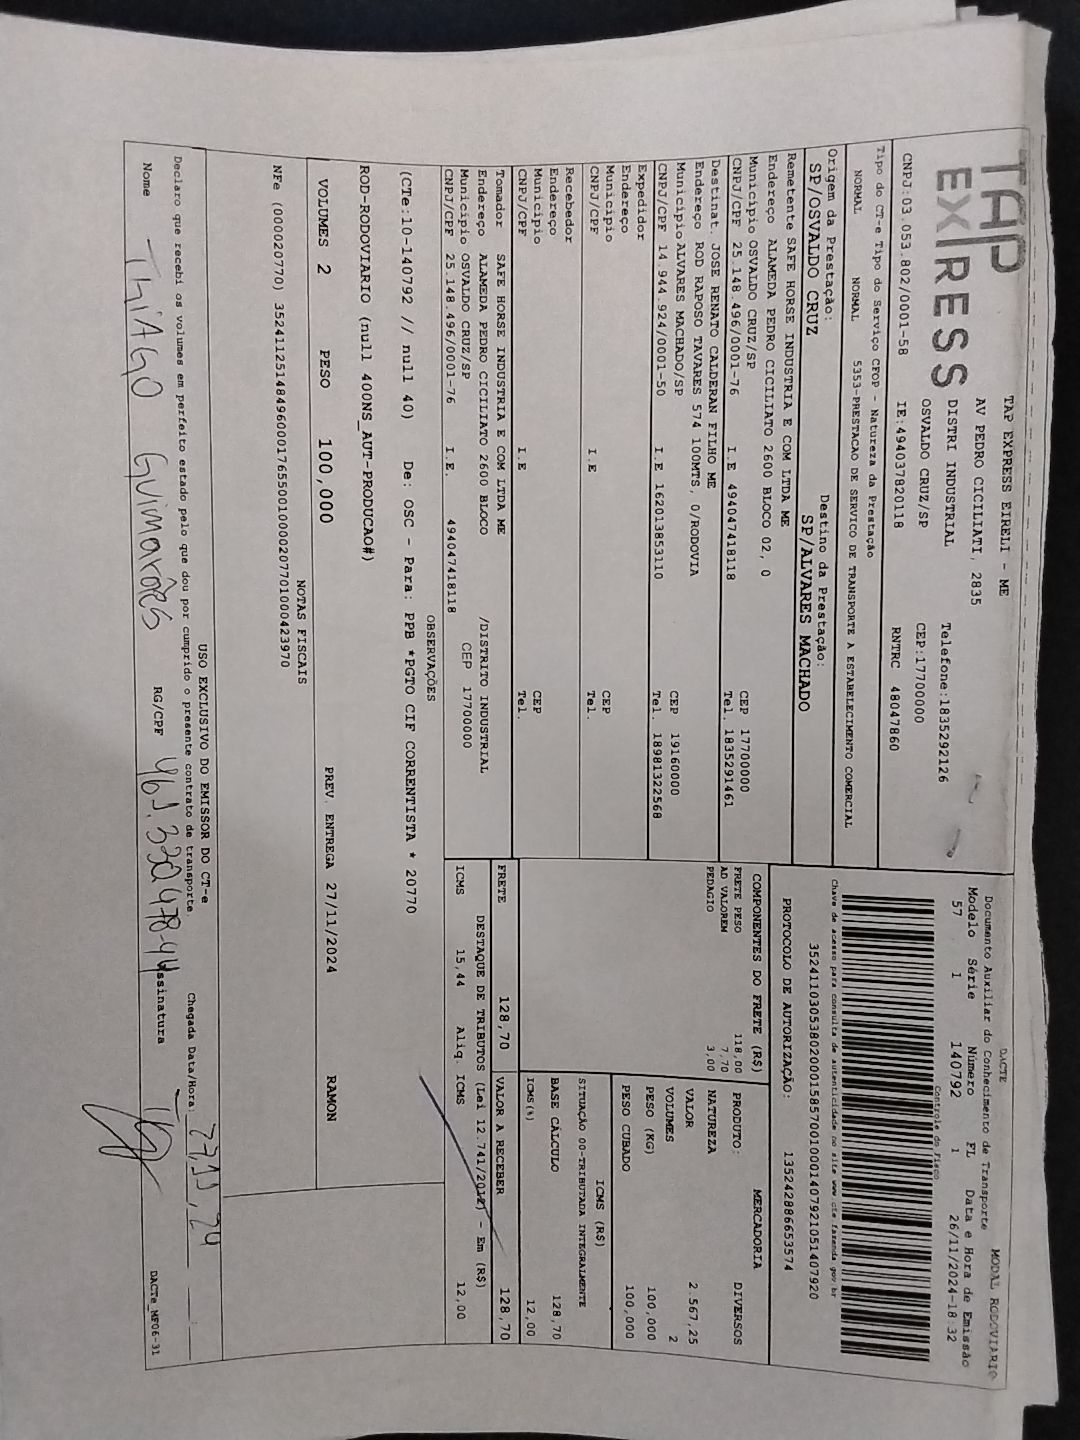 TAP EXPRESS
TAP EXPRESS EIRELI - ME
AV PEDRO CICILIATI, 2835
DISTRI INDUSTRIAL
Telefone:1835292126
OSVALDO CRUZ/SP
CEP:17700000
CNPJ:03.053.802/0001-58
IE:494037820118
RNTRC 48047860
DACTE
MODAL RODOVIARIO
Documento Auxiliar do Conhecimento de Transporte
Modelo Série Número FL Data e Hora de Emissão
57 1 140792 1 26/11/2024-18:32
Controle do Fisco
Chave de acesso para consulta de autenticidade no site www.cte.fazenda.gov.br
35241103053802000158570010001407921051407920
PROTOCOLO DE AUTORIZAÇÃO: 135242886653574
Tipo do CT-e Tipo do Serviço CFOP - Natureza da Prestação
NORMAL NORMAL 5353-PRESTACAO DE SERVICO DE TRANSPORTE A ESTABELECIMENTO COMERCIAL
Origem da Prestação: Destino da Prestação:
SP/OSVALDO CRUZ SP/ALVARES MACHADO
Remetente SAFE HORSE INDUSTRIA E COM LTDA ME
Endereço ALAMEDA PEDRO CICILIATO 2600 BLOCO 02, 0
Município OSVALDO CRUZ/SP CEP 17700000
CNPJ/CPF 25.148.496/0001-76 I.E 494047418118 Tel. 1835291461
Destinat. JOSE RENATO CALDERAN FILHO ME
Endereço ROD RAPOSO TAVARES 574 100MTS, 0/RODOVIA
Município ALVARES MACHADO/SP CEP 19160000
CNPJ/CPF 14.944.924/0001-50 I.E 162013853110 Tel. 18981322568
Expedidor
Endereço
Município CEP
CNPJ/CPF I.E Tel.
Recebedor
Endereço
Município CEP
CNPJ/CPF I.E Tel.
Tomador SAFE HORSE INDUSTRIA E COM LTDA ME
Endereço ALAMEDA PEDRO CICILIATO 2600 BLOCO /DISTRITO INDUSTRIAL
Município OSVALDO CRUZ/SP CEP 17700000
CNPJ/CPF 25.148.496/0001-76 I.E. 494047418118
COMPONENTES DO FRETE (R$)
FRETE PESO 118,00
AD VALOREM 7,70
PEDAGIO 3,00
MERCADORIA
PRODUTO: DIVERSOS
NATUREZA
VALOR 2.567,25
VOLUMES 2
PESO (KG) 100,000
PESO CUBADO 100,000
ICMS (R$)
SITUAÇÃO 00-TRIBUTADA INTEGRALMENTE
BASE CÁLCULO 128,70
ICMS(%) 12,00
FRETE 128,70 VALOR A RECEBER 128,70
DESTAQUE DE TRIBUTOS (Lei 12.741/2012) - Em (R$)
ICMS 15,44 Aliq. ICMS 12,00
OBSERVAÇÕES
(CTe:10-140792 // null 40) De: OSC - Para: PPB *PGTO CIF CORRENTISTA * 20770
ROD-RODOVIARIO (null 400NS_AUT-PRODUCAO#)
VOLUMES 2 PESO 100,000 PREV. ENTREGA 27/11/2024 RAMON
NOTAS FISCAIS
NFe (000020770) 35241125148496000176550010000207701000423970
USO EXCLUSIVO DO EMISSOR DO CT-e
Declaro que recebi os volumes em perfeito estado pelo que dou por cumprido o presente contrato de transporte.
Chegada Data/Hora: 27,11,24
Nome THIAGO GUIMARÃES RG/CPF Assinatura
DACTe_MF06-31